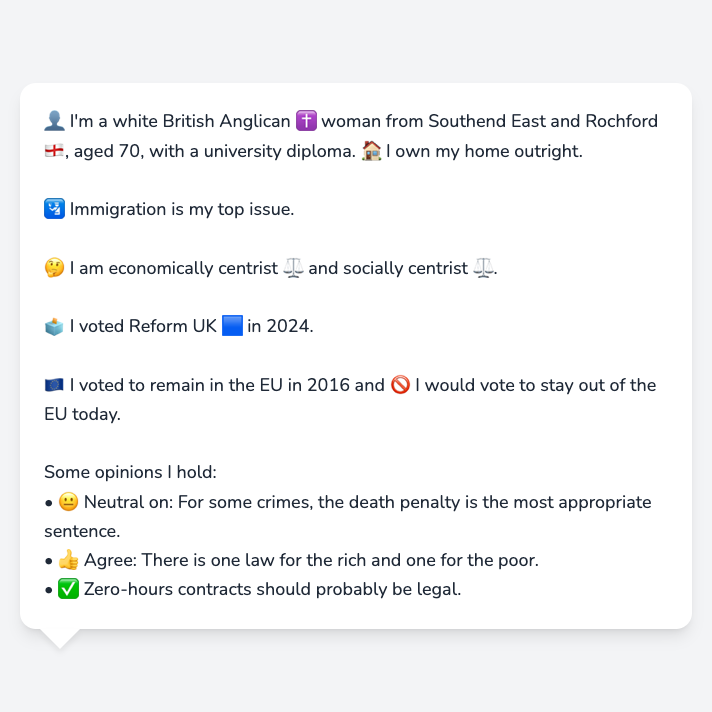 👤 I'm a white British Anglican ✝️ woman from Southend East and Rochford
🏴󠁧󠁢󠁥󠁮󠁧󠁿, aged 70, with a university diploma. 🏠 I own my home outright.
🛂 Immigration is my top issue.
🤔 I am economically centrist ⚖️ and socially centrist ⚖️.
🗳️ I voted Reform UK 🟦 in 2024.
🇪🇺 I voted to remain in the EU in 2016 and 🚫 I would vote to stay out of the
EU today.
Some opinions I hold:
• 😐 Neutral on: For some crimes, the death penalty is the most appropriate
sentence.
• 👍 Agree: There is one law for the rich and one for the poor.
• ✅ Zero-hours contracts should probably be legal.